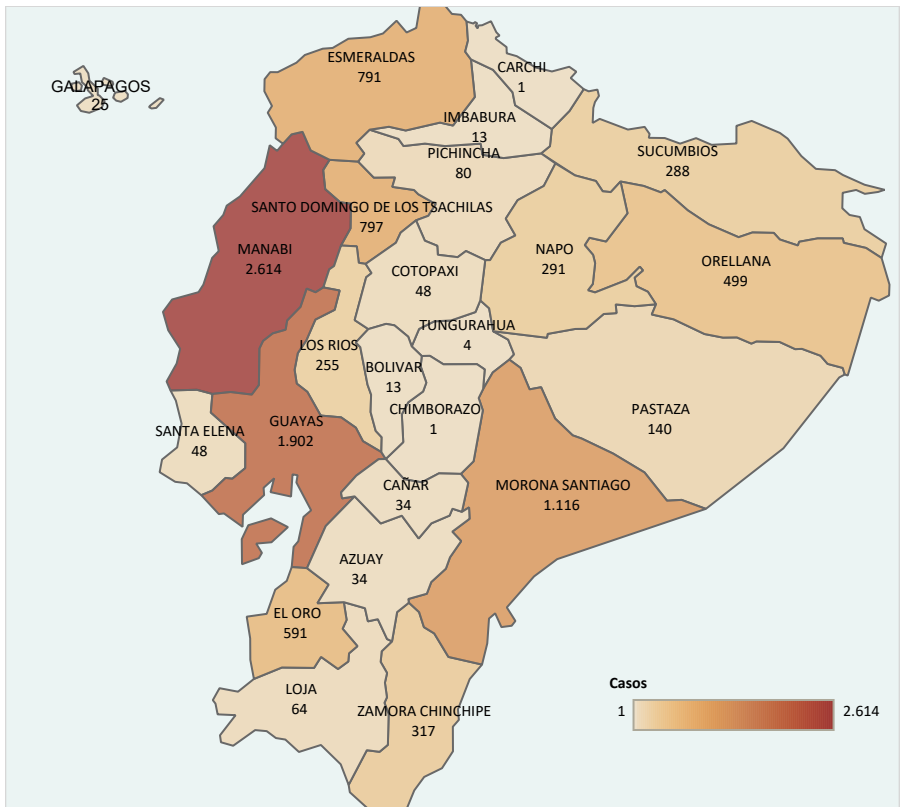 ESMERALDAS
791
CARCHI
1
GALAPAGOS
25
IMBABURA
13
PICHINCHA
80
SUCUMBIOS
288
SANTO DOMINGO DE LOS TSACHILAS
797
MANABI
2.614
NAPO
291
ORELLANA
499
COTOPAXI
48
TUNGURAHUA
4
LOS RIOS
255
BOLIVAR
13
CHIMBORAZO
1
PASTAZA
140
SANTA ELENA
48
GUAYAS
1.902
CAÑAR
34
MORONA SANTIAGO
1.116
AZUAY
34
EL ORO
591
LOJA
64
ZAMORA CHINCHIPE
317
Casos
1 2.614